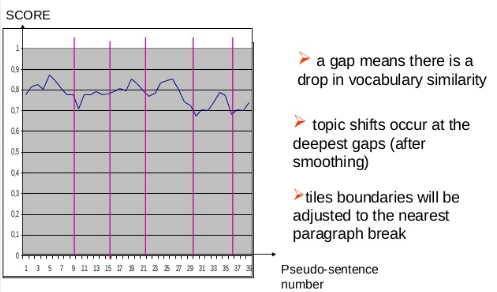 SCORE
1
0,9
0,8
0,7
0,6
0,5
0,4
0,3
0,2
0,1
0
1 3 5 7 9 11 13 15 17 19 21 23 25 27 29 31 33 35 37 39
Pseudo-sentence
number
a gap means there is a
drop in vocabulary similarity
topic shifts occur at the
deepest gaps (after
smoothing)
tiles boundaries will be
adjusted to the nearest
paragraph break